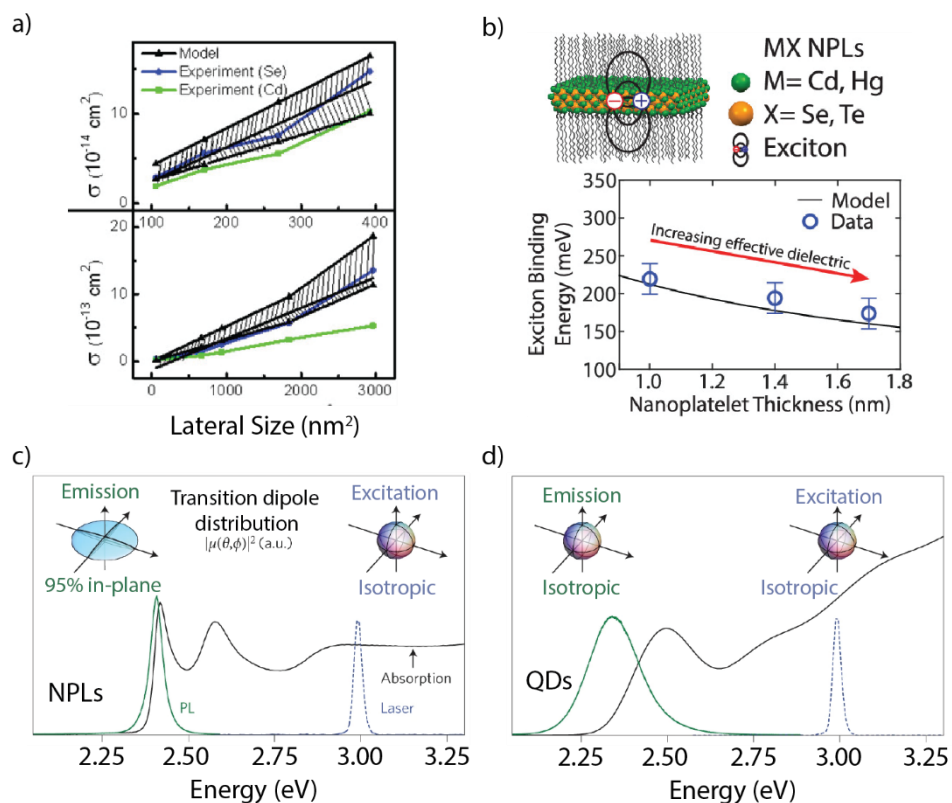 a)
Model
Experiment (Se)
Experiment (Cd)
σ (10⁻¹⁴ cm²)
10
0
100
200
300
400
σ (10⁻¹³ cm²)
20
10
0
0
1000
2000
3000
Lateral Size (nm²)
b)
MX NPLs
M= Cd, Hg
X= Se, Te
Exciton
− +
Exciton Binding
Energy (meV)
350
300
250
200
150
100
Model
Data
Increasing effective dielectric
1.0 1.2 1.4 1.6 1.8
Nanoplatelet Thickness (nm)
c)
Emission
95% in-plane
Transition dipole
distribution
|μ(θ,ϕ)|² (a.u.)
Excitation
Isotropic
Absorption
NPLs
PL
Laser
2.25 2.50 2.75 3.00 3.25
Energy (eV)
d)
Emission
Isotropic
Excitation
Isotropic
QDs
2.25 2.50 2.75 3.00 3.25
Energy (eV)